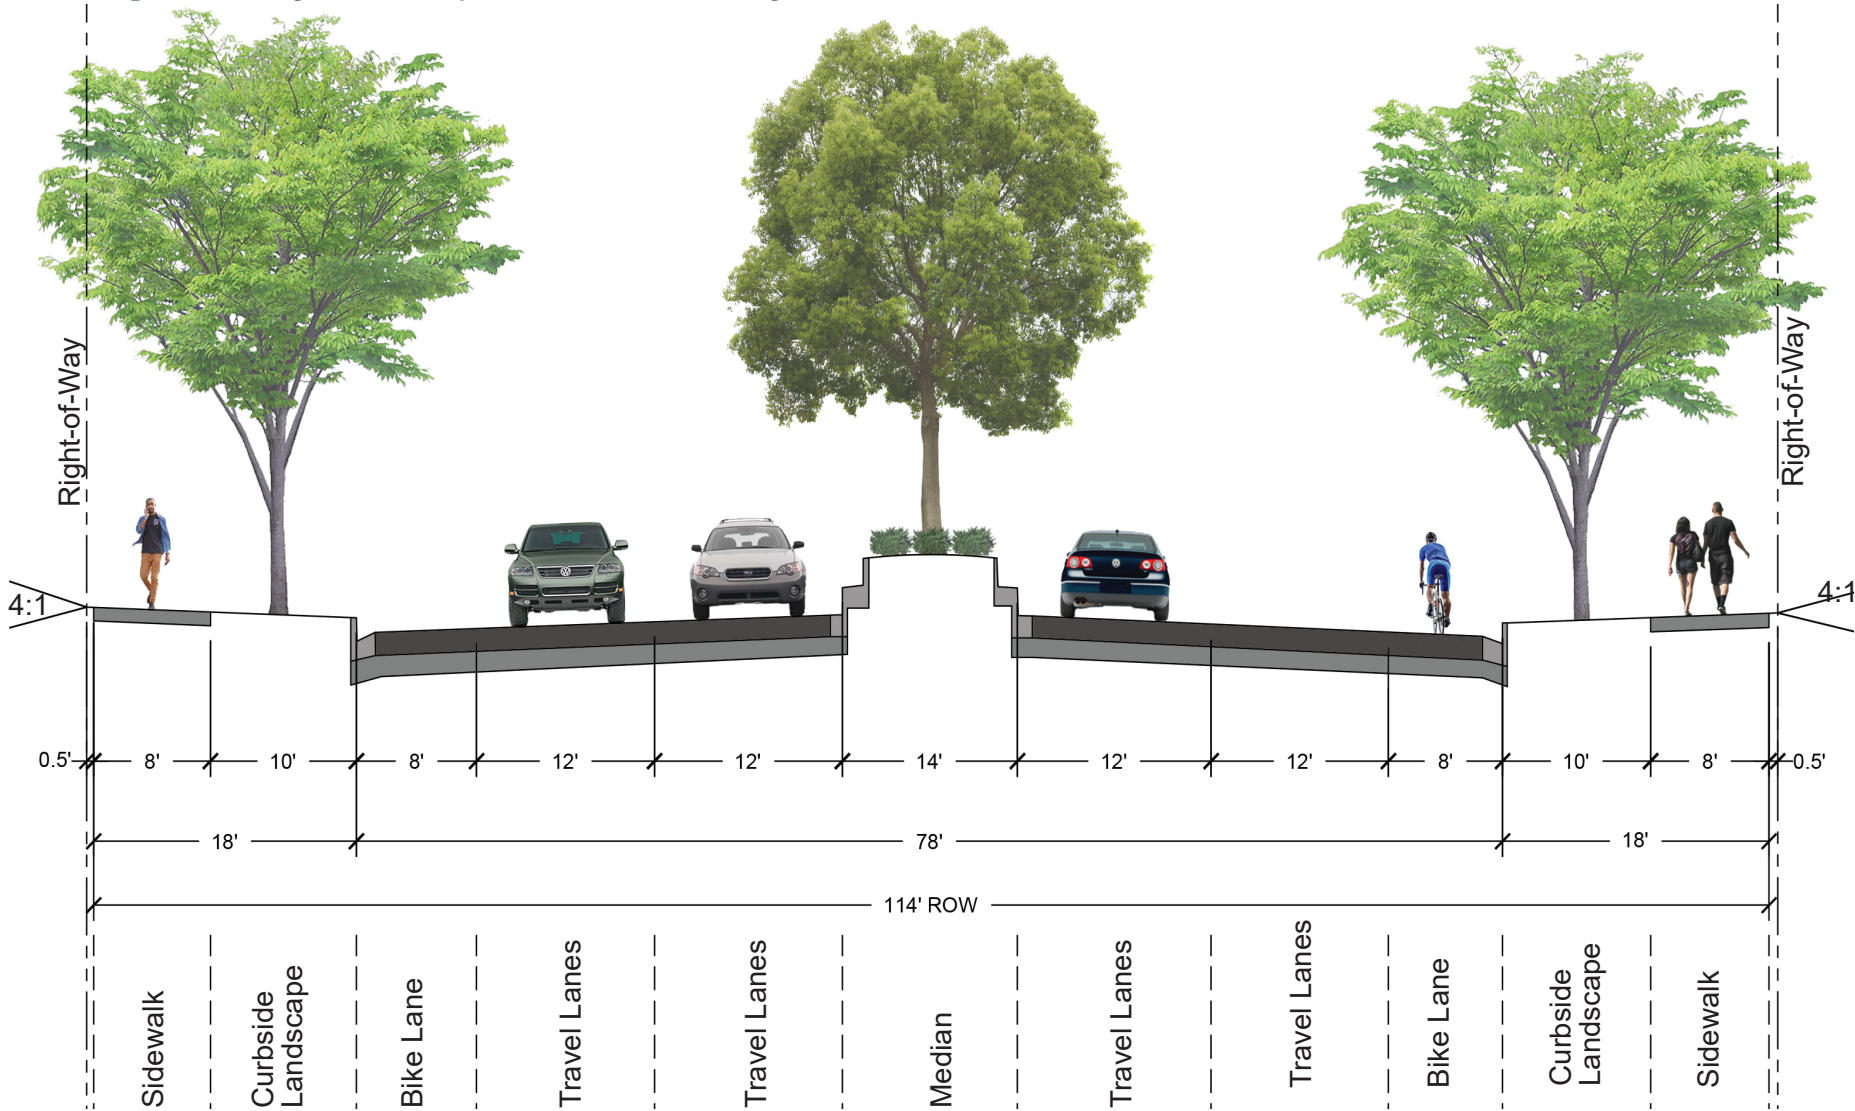 Right-of-Way
Right-of-Way
4:1
4:1
0.5'
8'
10'
8'
12'
12'
14'
12'
12'
8'
10'
8'
0.5'
18'
78'
18'
114' ROW
Sidewalk
Curbside
Landscape
Bike Lane
Travel Lanes
Travel Lanes
Median
Travel Lanes
Travel Lanes
Bike Lane
Curbside
Landscape
Sidewalk